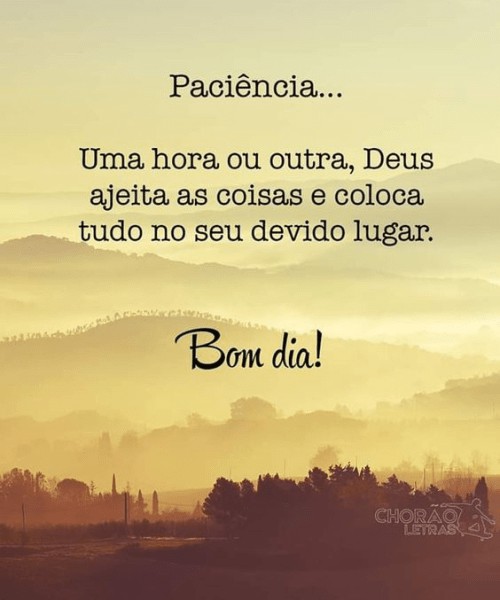 Paciência...
Uma hora ou outra, Deus
ajeita as coisas e coloca
tudo no seu devido lugar.
Bom dia!
CHORÃO
LETRAS